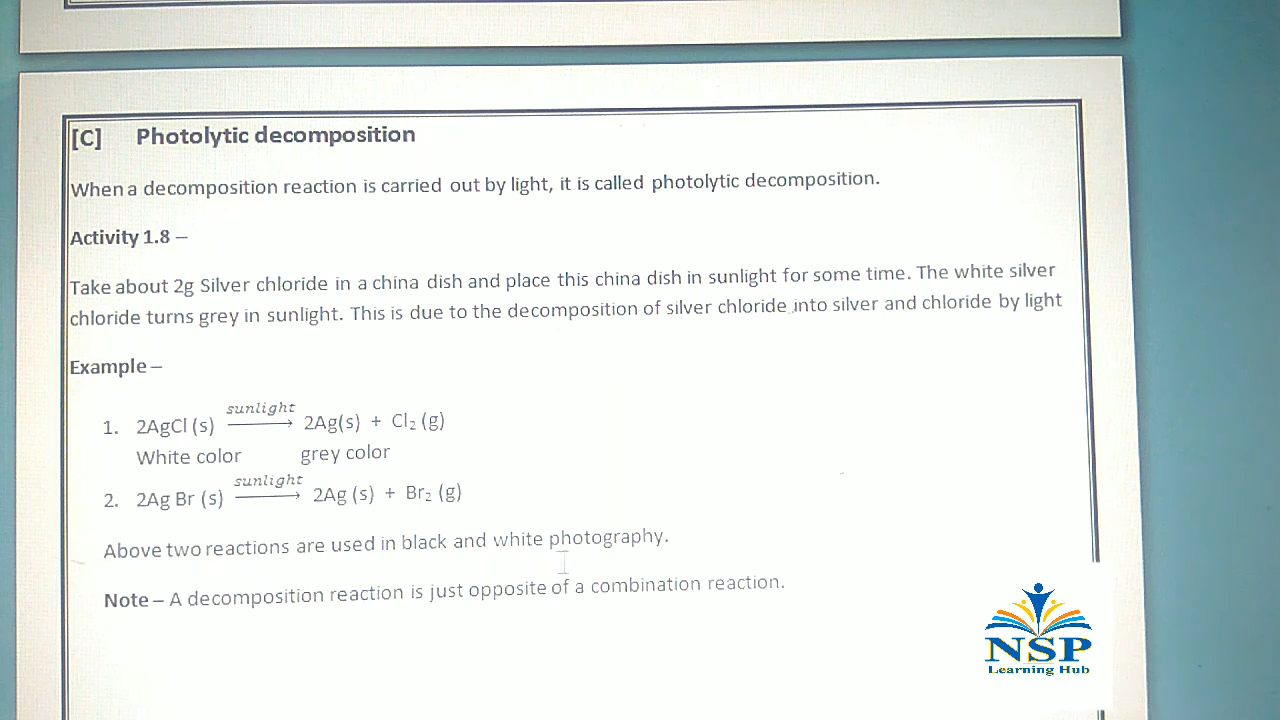 [C] Photolytic decomposition
When a decomposition reaction is carried out by light, it is called photolytic decomposition.
Activity 1.8 –
Take about 2g Silver chloride in a china dish and place this china dish in sunlight for some time. The white silver
chloride turns grey in sunlight. This is due to the decomposition of silver chloride into silver and chloride by light
Example –
sunlight
1. 2AgCl (s) ⟶ 2Ag(s) + Cl₂ (g)
White color grey color
sunlight
2. 2Ag Br (s) ⟶ 2Ag (s) + Br₂ (g)
Above two reactions are used in black and white photography.
Note – A decomposition reaction is just opposite of a combination reaction.
NSP
Learning Hub